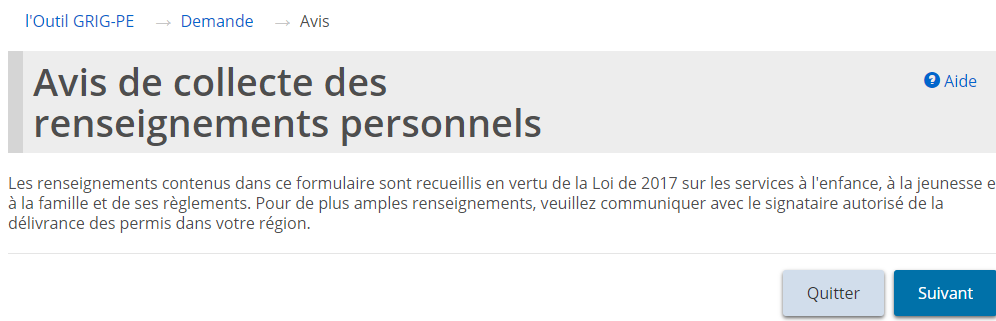 l'Outil GRIG-PE → Demande → Avis
Avis de collecte des
renseignements personnels
Aide
Les renseignements contenus dans ce formulaire sont recueillis en vertu de la Loi de 2017 sur les services à l'enfance, à la jeunesse e
à la famille et de ses règlements. Pour de plus amples renseignements, veuillez communiquer avec le signataire autorisé de la
délivrance des permis dans votre région.
Quitter
Suivant